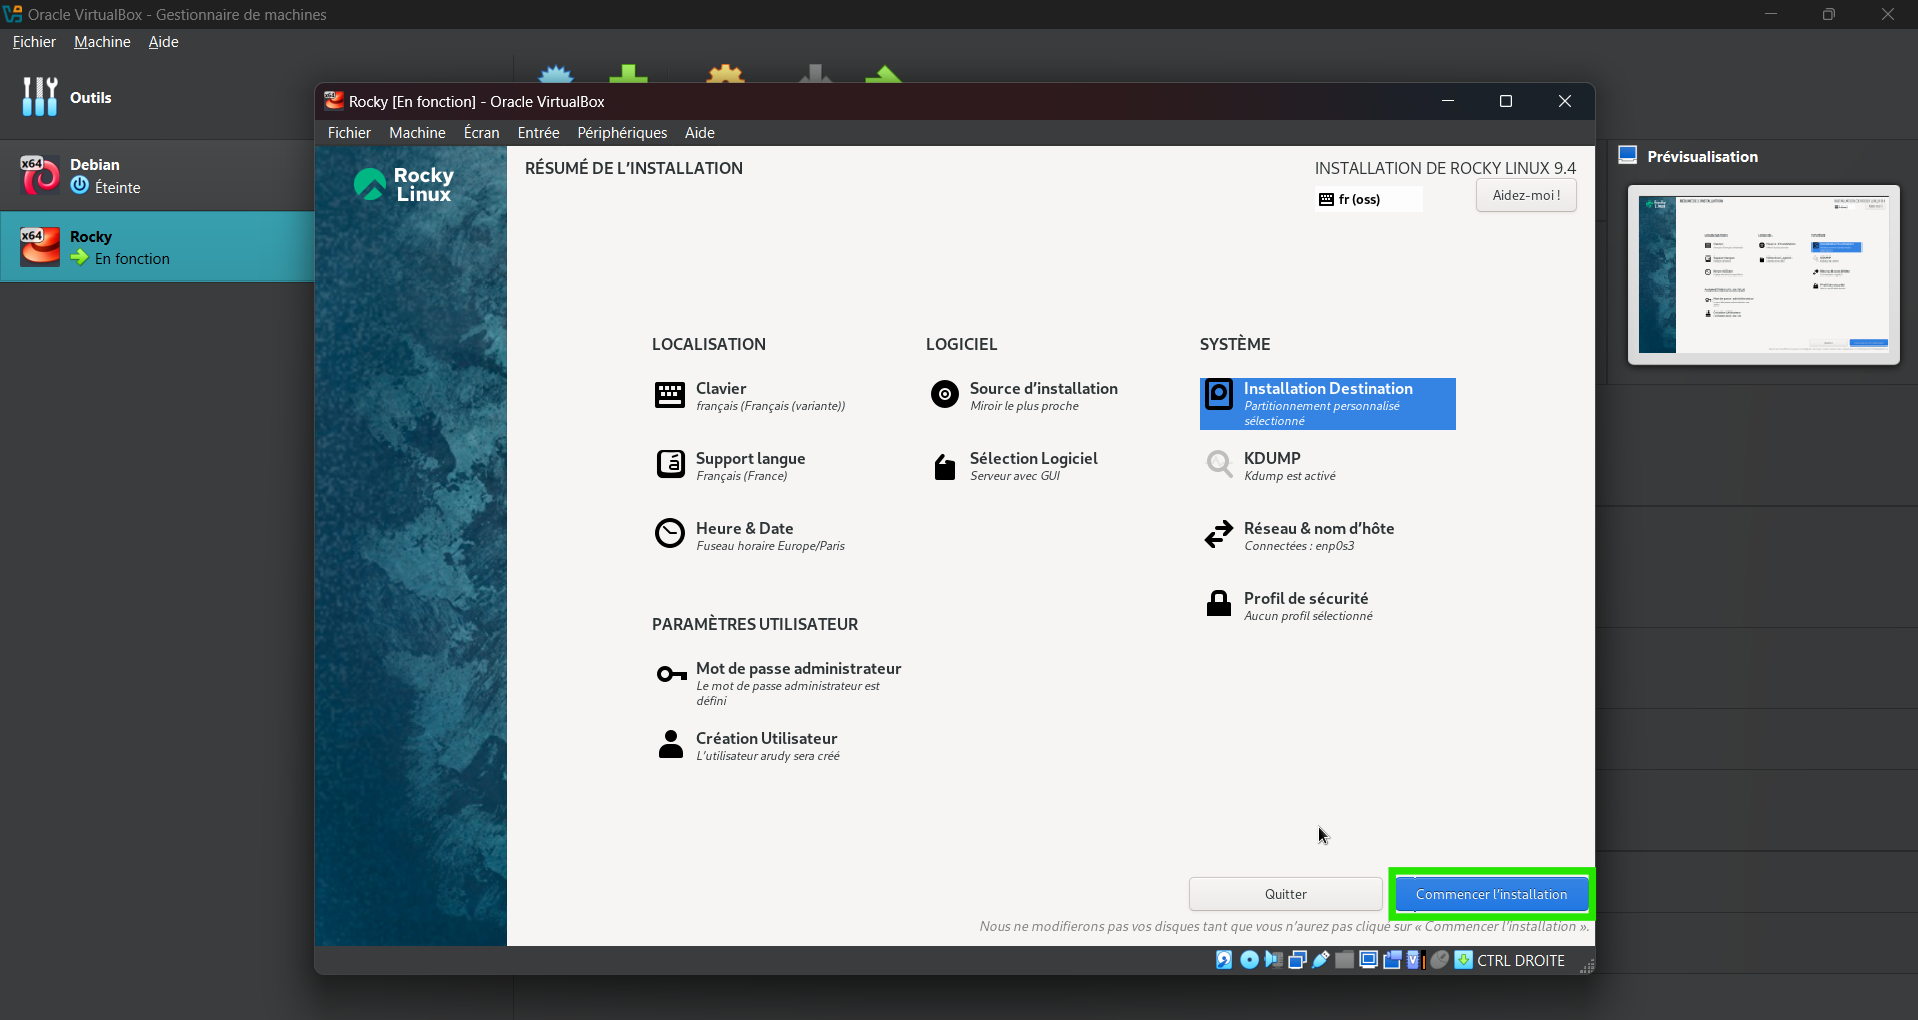 Oracle VirtualBox - Gestionnaire de machines
Fichier Machine Aide
Outils
x64
Debian
Éteinte
x64
Rocky
En fonction
Rocky [En fonction] - Oracle VirtualBox
Fichier Machine Écran Entrée Périphériques Aide
Rocky
Linux
RÉSUMÉ DE L'INSTALLATION
INSTALLATION DE ROCKY LINUX 9.4
fr (oss)
Aidez-moi !
LOCALISATION
Clavier
français (Français (variante))
Support langue
Français (France)
Heure & Date
Fuseau horaire Europe/Paris
LOGICIEL
Source d'installation
Miroir le plus proche
Sélection Logiciel
Serveur avec GUI
SYSTÈME
Installation Destination
Partitionnement personnalisé
sélectionné
KDUMP
Kdump est activé
Réseau & nom d'hôte
Connectées : enp0s3
Profil de sécurité
Aucun profil sélectionné
PARAMÈTRES UTILISATEUR
Mot de passe administrateur
Le mot de passe administrateur est
défini
Création Utilisateur
L'utilisateur arudy sera créé
Quitter
Commencer l'installation
Nous ne modifierons pas vos disques tant que vous n'aurez pas cliqué sur « Commencer l'installation ».
CTRL DROITE
Prévisualisation